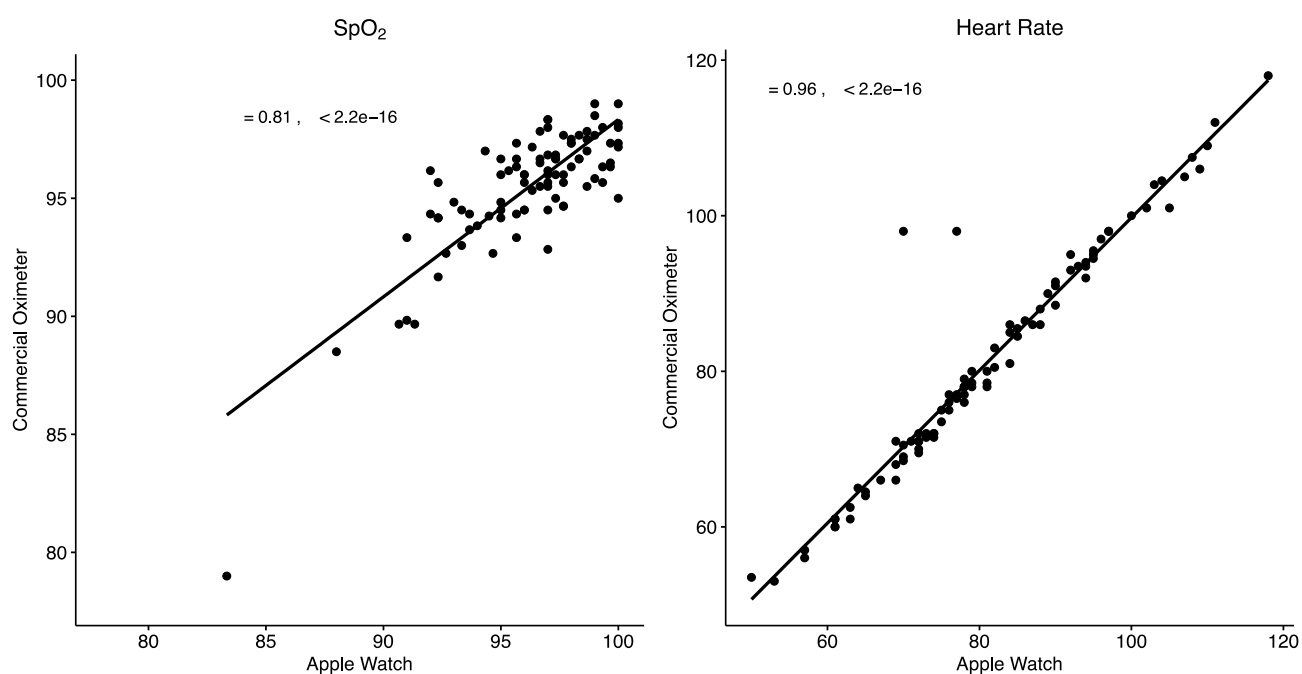 SpO₂
= 0.81 , < 2.2e−16
100
95
90
85
80
Commercial Oximeter
80 85 90 95 100
Apple Watch
Heart Rate
= 0.96 , < 2.2e−16
120
100
80
60
Commercial Oximeter
60 80 100 120
Apple Watch